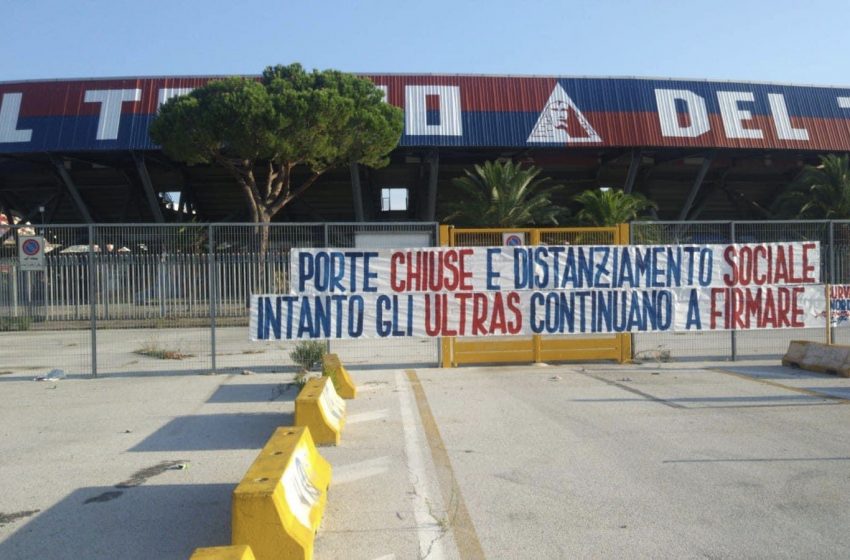 L T O DEL T
PORTE CHIUSE E DISTANZIAMENTO SOCIALE
INTANTO GLI ULTRAS CONTINUANO A FIRMARE